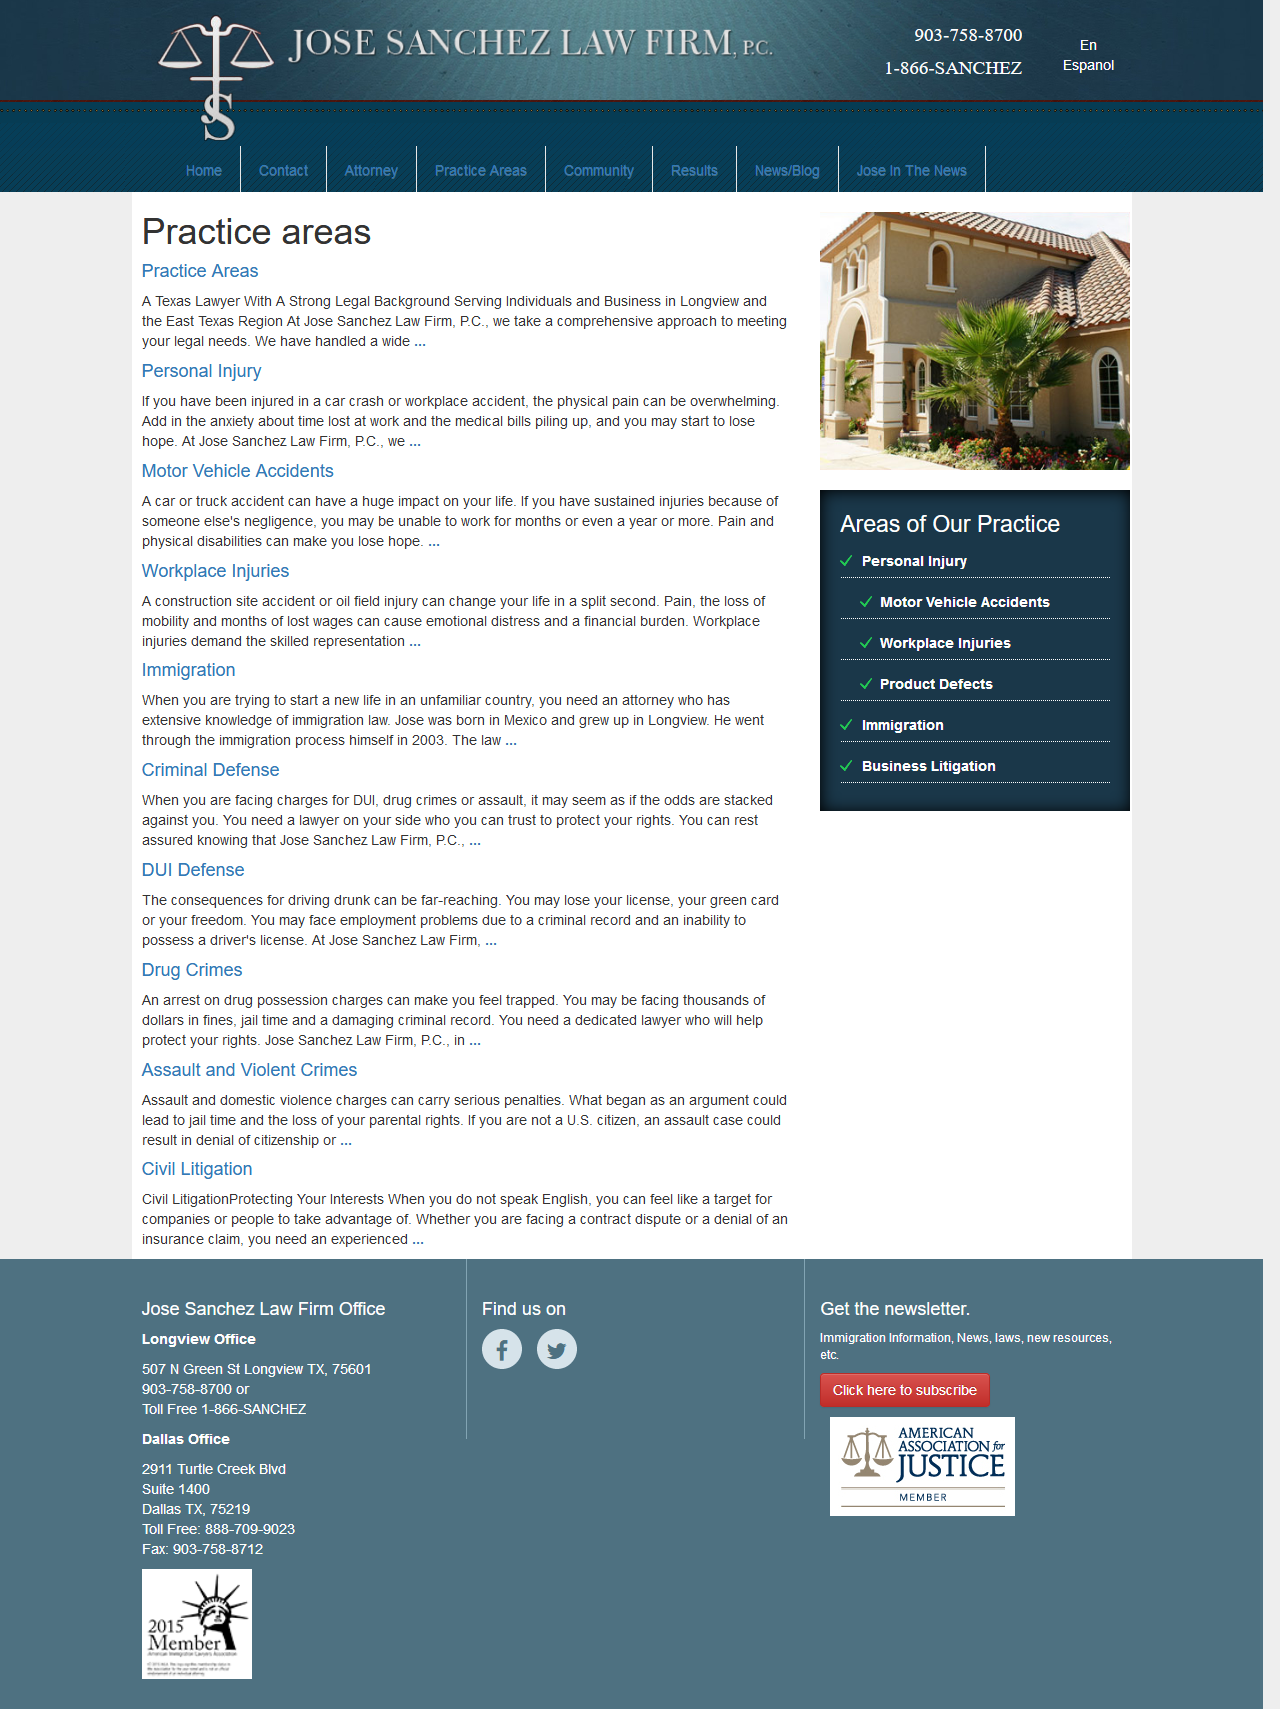 JOSE SANCHEZ LAW FIRM, P.C.
903-758-8700
1-866-SANCHEZ
En
Espanol
Home
Contact
Attorney
Practice Areas
Community
Results
News/Blog
Jose In The News
Practice areas
Practice Areas
A Texas Lawyer With A Strong Legal Background Serving Individuals and Business in Longview and
the East Texas Region At Jose Sanchez Law Firm, P.C., we take a comprehensive approach to meeting
your legal needs. We have handled a wide ...
Personal Injury
If you have been injured in a car crash or workplace accident, the physical pain can be overwhelming.
Add in the anxiety about time lost at work and the medical bills piling up, and you may start to lose
hope. At Jose Sanchez Law Firm, P.C., we ...
Motor Vehicle Accidents
A car or truck accident can have a huge impact on your life. If you have sustained injuries because of
someone else's negligence, you may be unable to work for months or even a year or more. Pain and
physical disabilities can make you lose hope. ...
Workplace Injuries
A construction site accident or oil field injury can change your life in a split second. Pain, the loss of
mobility and months of lost wages can cause emotional distress and a financial burden. Workplace
injuries demand the skilled representation ...
Immigration
When you are trying to start a new life in an unfamiliar country, you need an attorney who has
extensive knowledge of immigration law. Jose was born in Mexico and grew up in Longview. He went
through the immigration process himself in 2003. The law ...
Criminal Defense
When you are facing charges for DUI, drug crimes or assault, it may seem as if the odds are stacked
against you. You need a lawyer on your side who you can trust to protect your rights. You can rest
assured knowing that Jose Sanchez Law Firm, P.C., ...
DUI Defense
The consequences for driving drunk can be far-reaching. You may lose your license, your green card
or your freedom. You may face employment problems due to a criminal record and an inability to
possess a driver's license. At Jose Sanchez Law Firm, ...
Drug Crimes
An arrest on drug possession charges can make you feel trapped. You may be facing thousands of
dollars in fines, jail time and a damaging criminal record. You need a dedicated lawyer who will help
protect your rights. Jose Sanchez Law Firm, P.C., in ...
Assault and Violent Crimes
Assault and domestic violence charges can carry serious penalties. What began as an argument could
lead to jail time and the loss of your parental rights. If you are not a U.S. citizen, an assault case could
result in denial of citizenship or ...
Civil Litigation
Civil LitigationProtecting Your Interests When you do not speak English, you can feel like a target for
companies or people to take advantage of. Whether you are facing a contract dispute or a denial of an
insurance claim, you need an experienced ...
Areas of Our Practice
Personal Injury
Motor Vehicle Accidents
Workplace Injuries
Product Defects
Immigration
Business Litigation
Jose Sanchez Law Firm Office
Longview Office
507 N Green St Longview TX, 75601
903-758-8700 or
Toll Free 1-866-SANCHEZ
Dallas Office
2911 Turtle Creek Blvd
Suite 1400
Dallas TX, 75219
Toll Free: 888-709-9023
Fax: 903-758-8712
2015
Member
American Immigration Lawyers Association
Find us on
Get the newsletter.
Immigration Information, News, laws, new resources,
etc.
Click here to subscribe
AMERICAN
ASSOCIATION for
JUSTICE
MEMBER